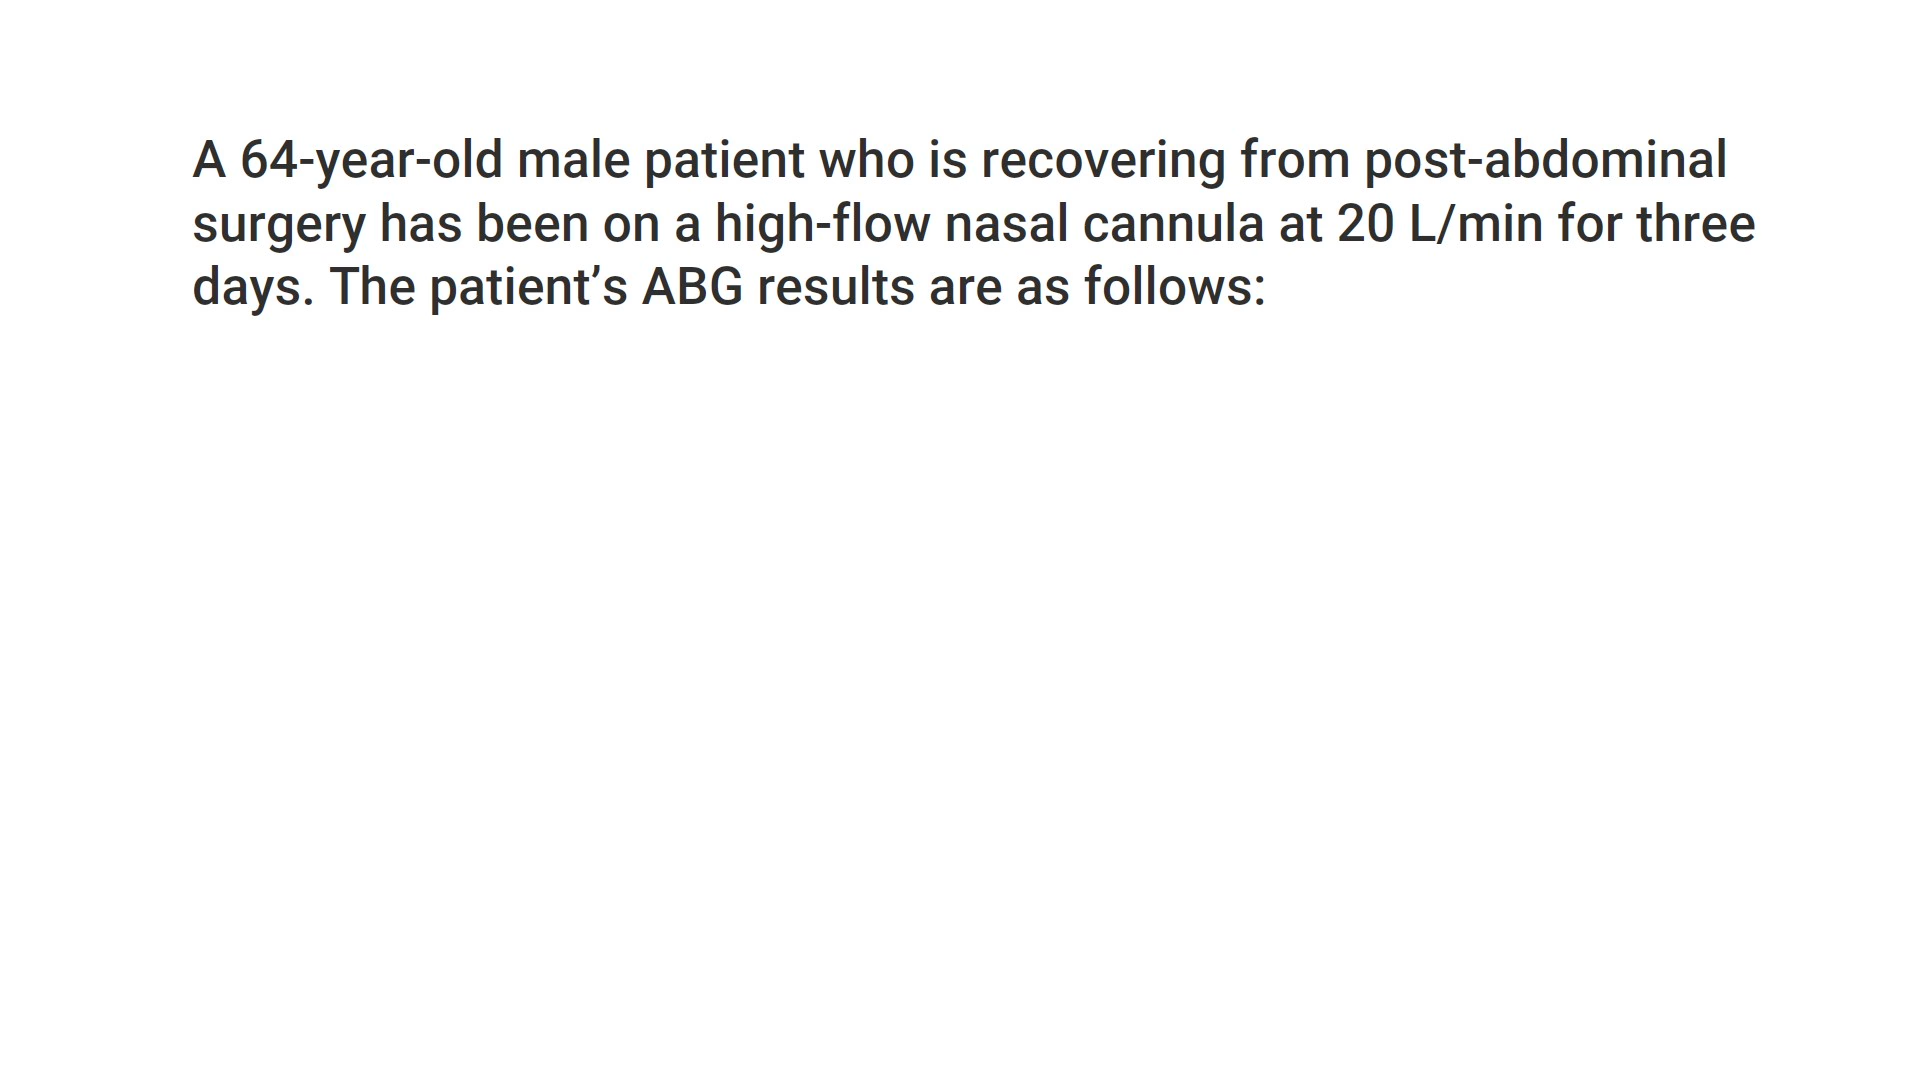 A 64-year-old male patient who is recovering from post-abdominal
surgery has been on a high-flow nasal cannula at 20 L/min for three
days. The patient’s ABG results are as follows: